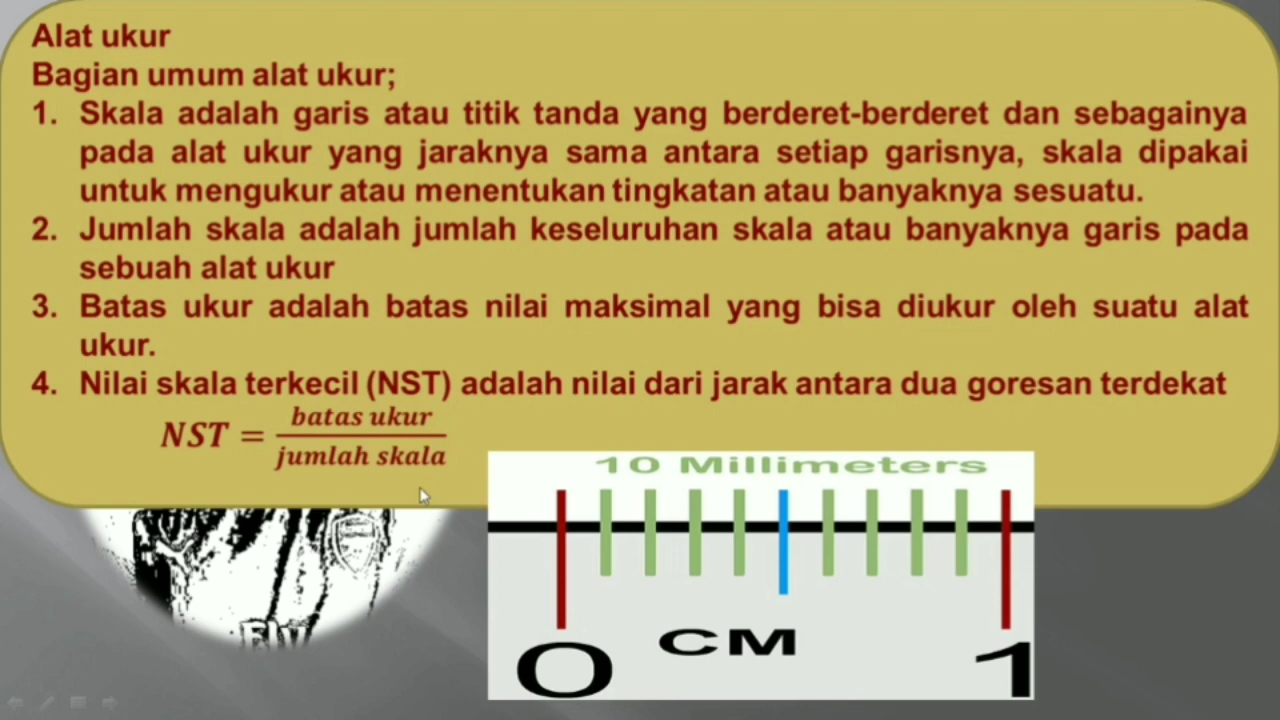 Alat ukur
Bagian umum alat ukur;
1. Skala adalah garis atau titik tanda yang berderet-berderet dan sebagainya
pada alat ukur yang jaraknya sama antara setiap garisnya, skala dipakai
untuk mengukur atau menentukan tingkatan atau banyaknya sesuatu.
2. Jumlah skala adalah jumlah keseluruhan skala atau banyaknya garis pada
sebuah alat ukur
3. Batas ukur adalah batas nilai maksimal yang bisa diukur oleh suatu alat
ukur.
4. Nilai skala terkecil (NST) adalah nilai dari jarak antara dua goresan terdekat
NST = batas ukur / jumlah skala
10 Millimeters
CM
0 1